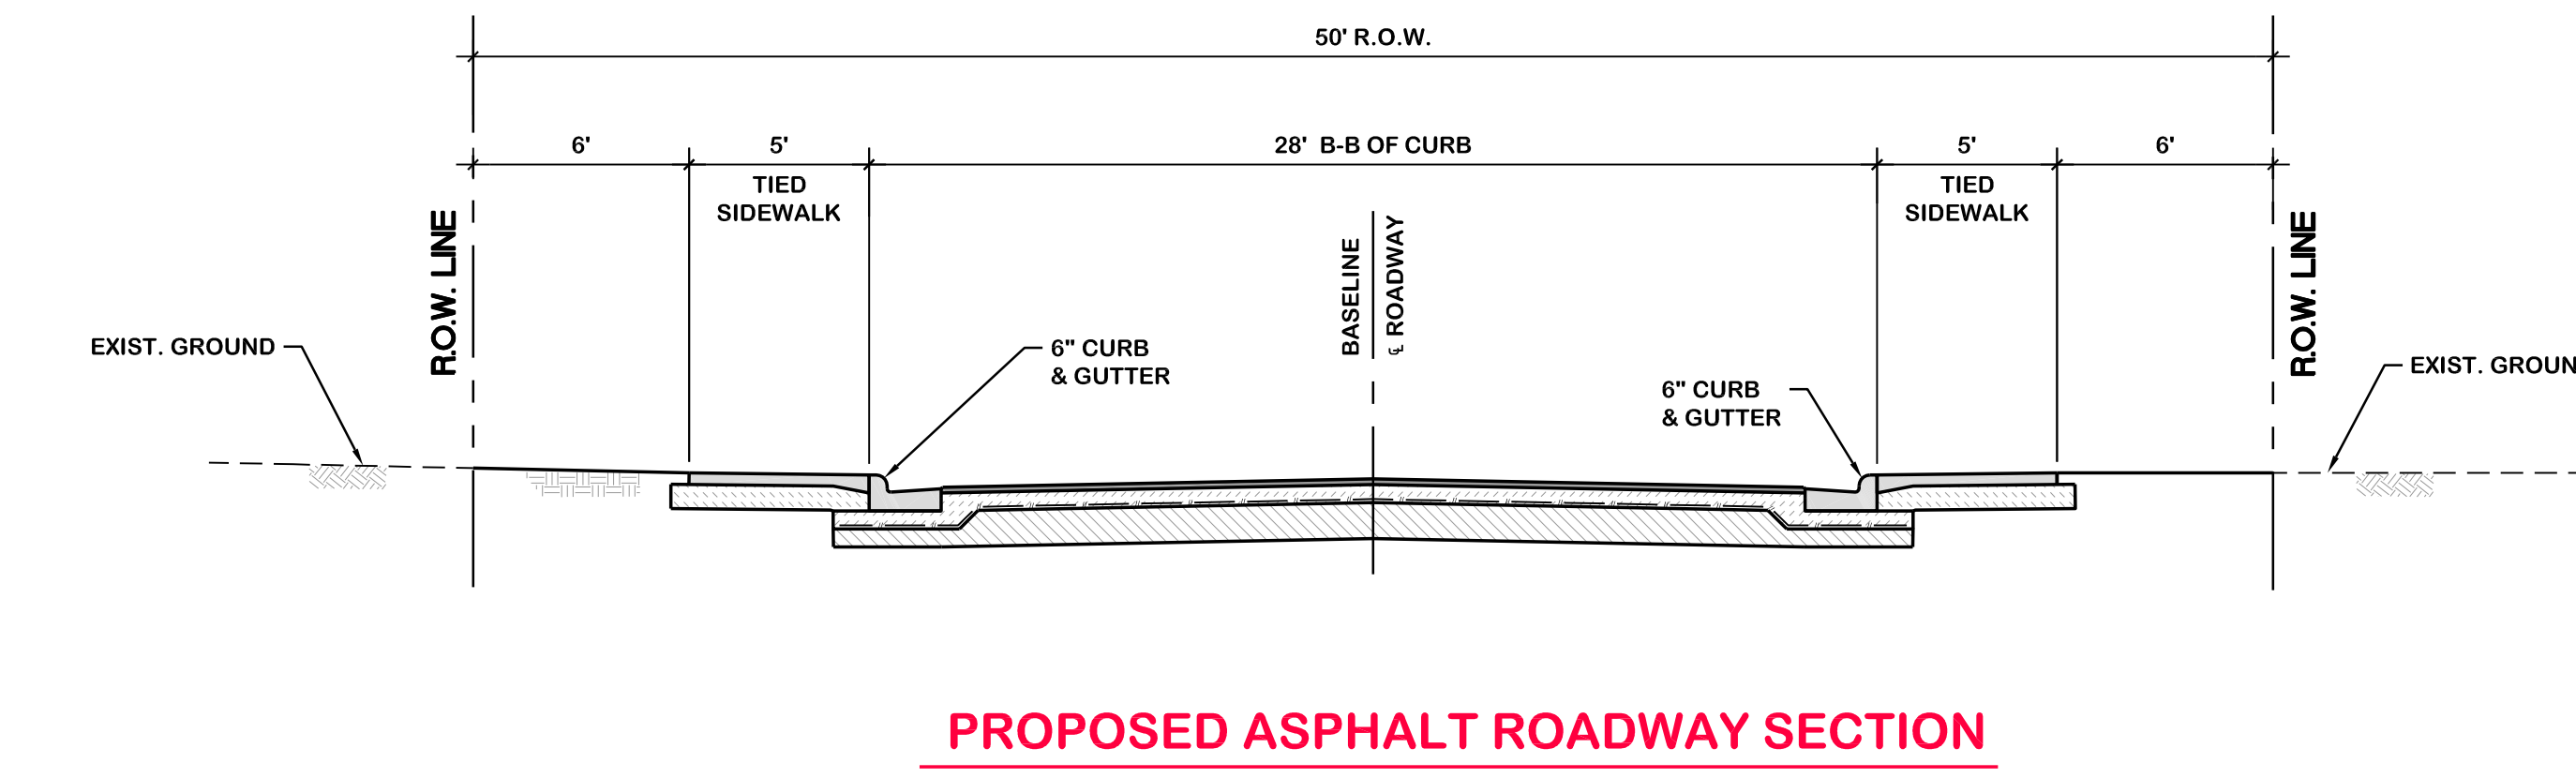 50' R.O.W.
6'
5'
28' B-B OF CURB
5'
6'
TIED
SIDEWALK
TIED
SIDEWALK
R.O.W. LINE
BASELINE
℄ ROADWAY
R.O.W. LINE
EXIST. GROUND
6" CURB
& GUTTER
6" CURB
& GUTTER
EXIST. GROUN
PROPOSED ASPHALT ROADWAY SECTION